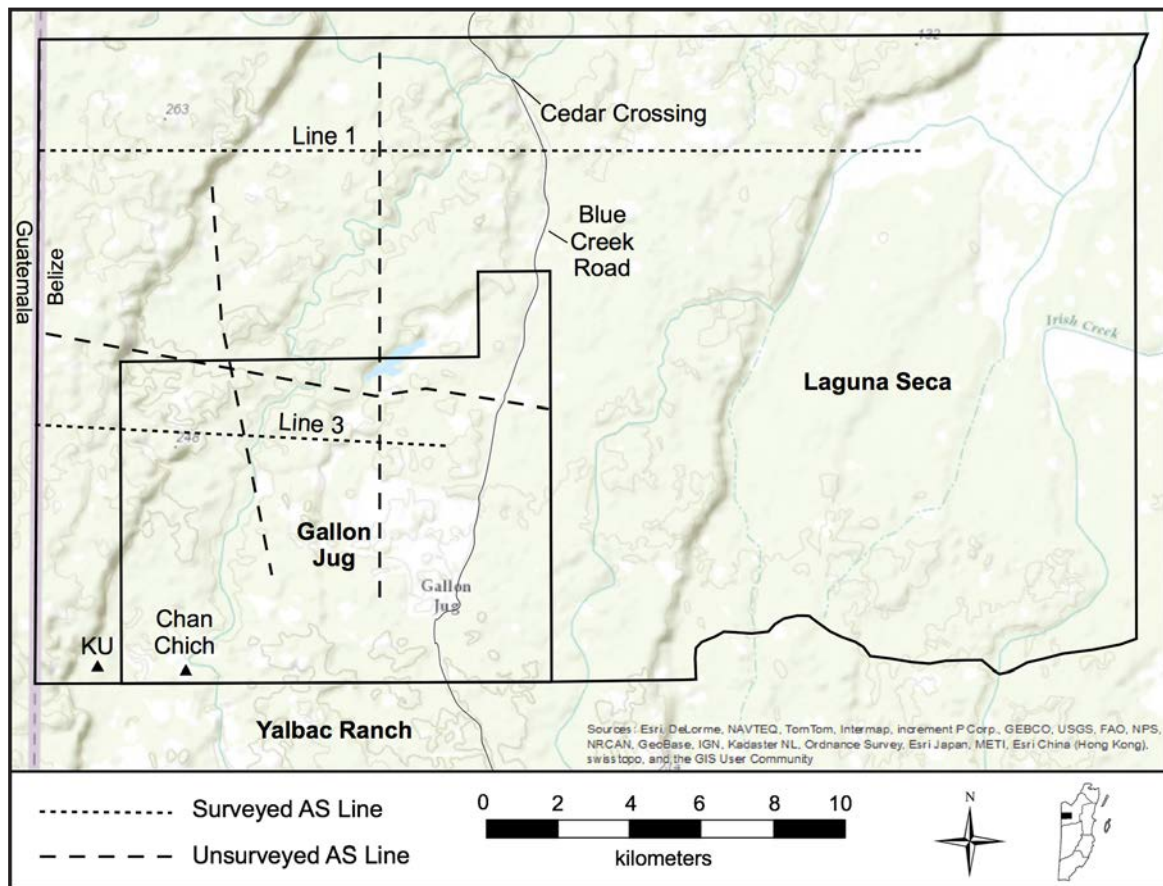 132
263
Cedar Crossing
Line 1
Blue
Creek
Road
Guatemala
Belize
Irish Creek
Laguna Seca
Line 3
248
Gallon
Jug
Gallon
Jug
Chan
Chich
KU
Yalbac Ranch
Sources: Esri, DeLorme, NAVTEQ, TomTom, Intermap, increment P Corp., GEBCO, USGS, FAO, NPS,
NRCAN, GeoBase, IGN, Kadaster NL, Ordnance Survey, Esri Japan, METI, Esri China (Hong Kong),
swisstopo, and the GIS User Community
Surveyed AS Line
Unsurveyed AS Line
0 2 4 6 8 10
kilometers
N